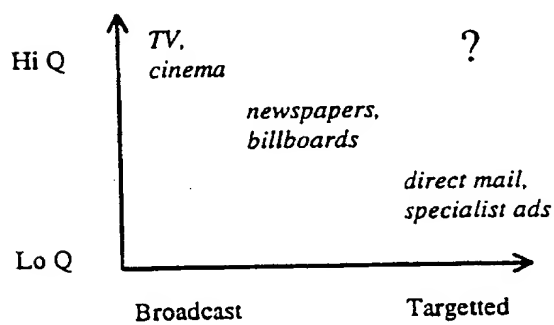 TV,
cinema
?
Hi Q
newspapers,
billboards
direct mail,
specialist ads
Lo Q
Broadcast
Targetted